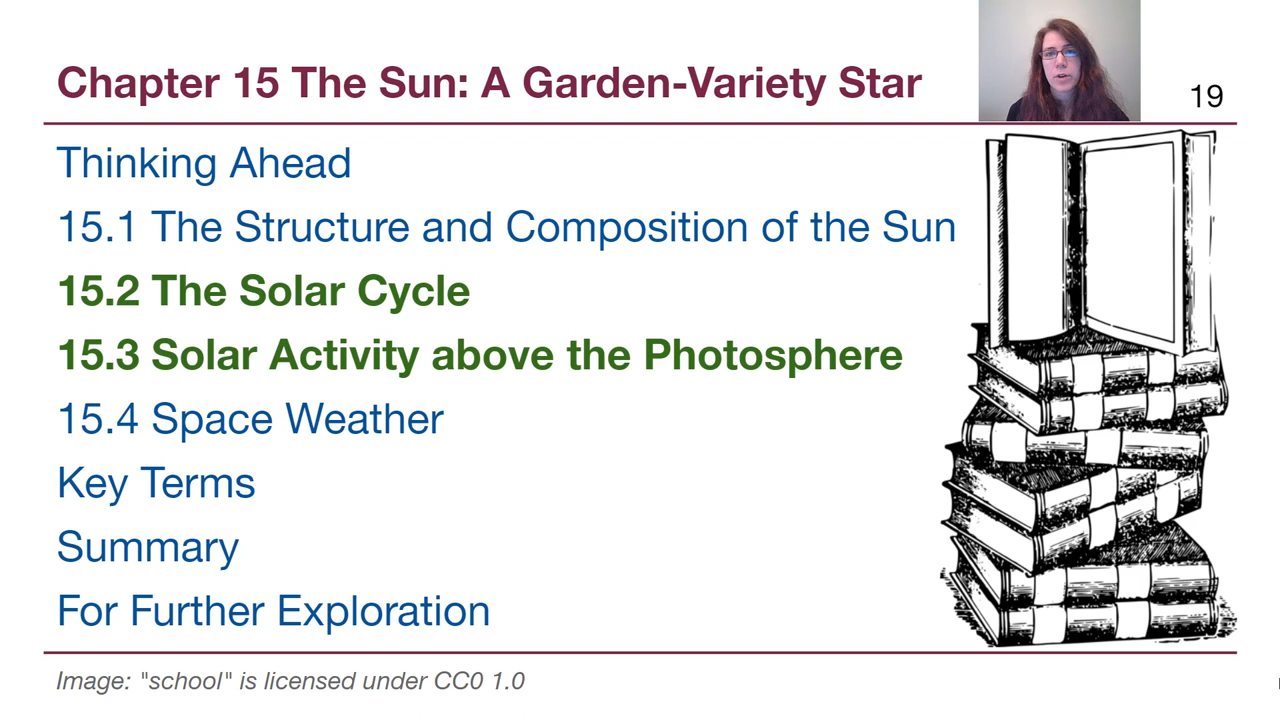 Chapter 15 The Sun: A Garden-Variety Star
19
Thinking Ahead
15.1 The Structure and Composition of the Sun
15.2 The Solar Cycle
15.3 Solar Activity above the Photosphere
15.4 Space Weather
Key Terms
Summary
For Further Exploration
Image: "school" is licensed under CC0 1.0